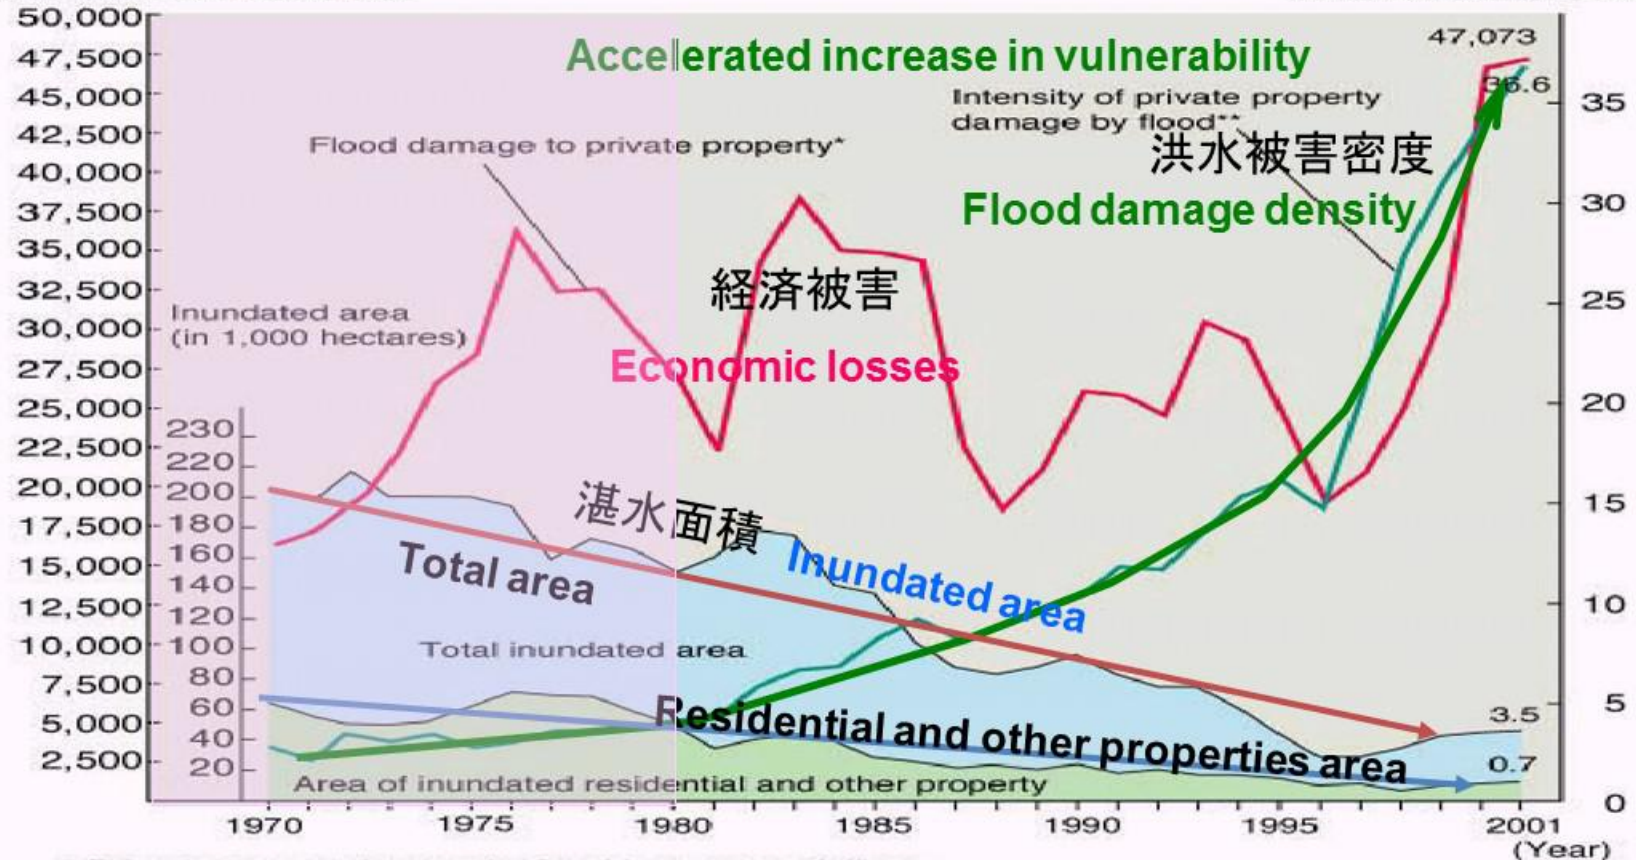 50,000
47,500
45,000
42,500
40,000
37,500
35,000
32,500
30,000
27,500
25,000
22,500
20,000
17,500
15,000
12,500
10,000
7,500
5,000
2,500
230
220
200
180
160
140
120
100
80
60
40
20
Accelerated increase in vulnerability
47,073
36.6
Intensity of private property
damage by flood**
Flood damage to private property*
洪水被害密度
Flood damage density
経済被害
Inundated area
(in 1,000 hectares)
Economic losses
湛水面積
Total area
Inundated area
Total inundated area
Residential and other properties area
3.5
0.7
Area of inundated residential and other property
35
30
25
20
15
10
5
0
1970 1975 1980 1985 1990 1995 2001
(Year)